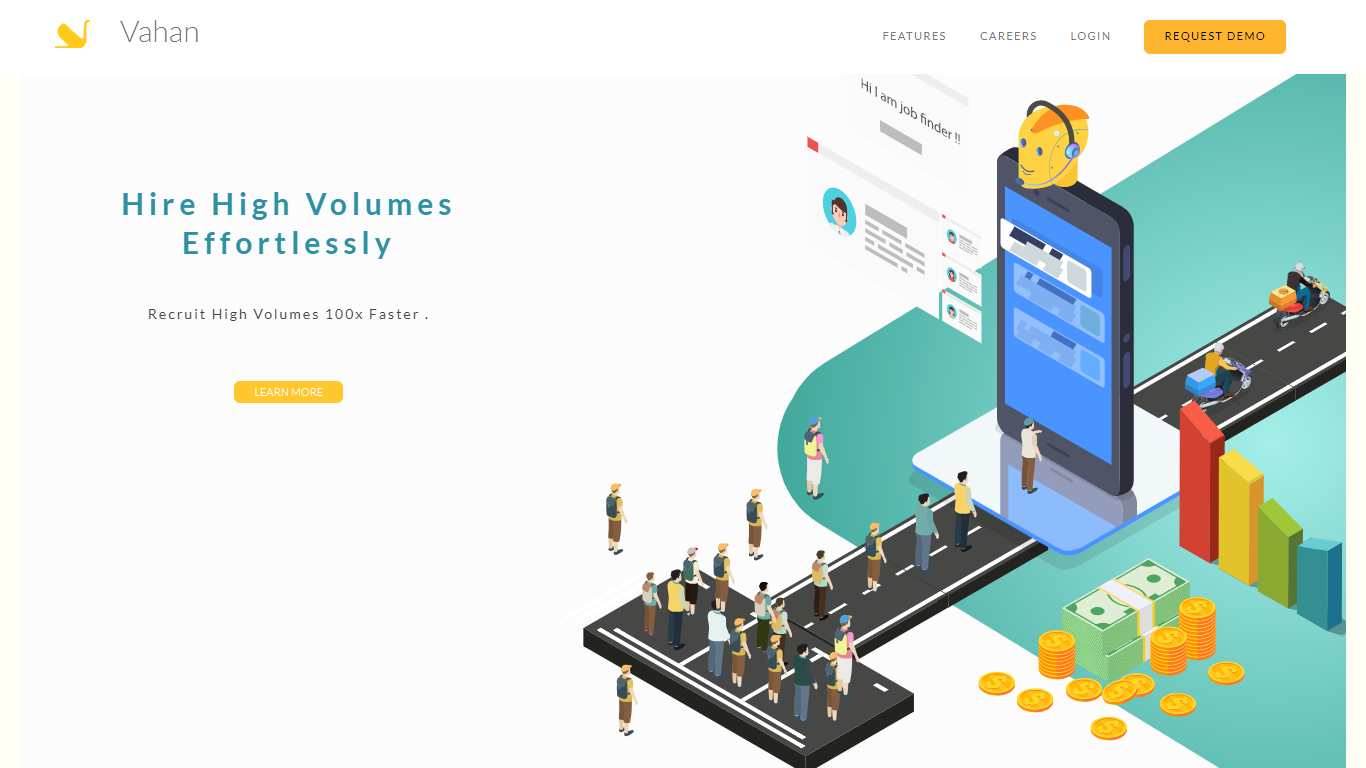 Vahan
FEATURES
CAREERS
LOGIN
REQUEST DEMO
Hi I am job finder !!
Hire High Volumes
Effortlessly
Recruit High Volumes 100x Faster .
LEARN MORE